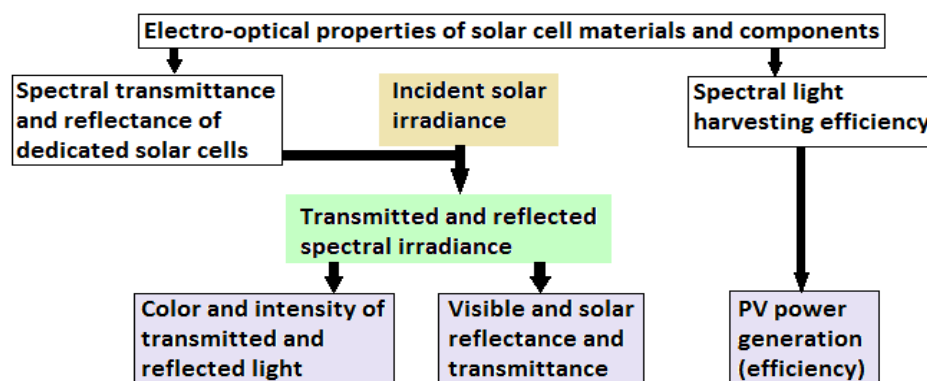 Electro-optical properties of solar cell materials and components
Spectral transmittance
and reflectance of
dedicated solar cells
Incident solar
irradiance
Spectral light
harvesting efficiency
Transmitted and reflected
spectral irradiance
Color and intensity of
transmitted and
reflected light
Visible and solar
reflectance and
transmittance
PV power
generation
(efficiency)